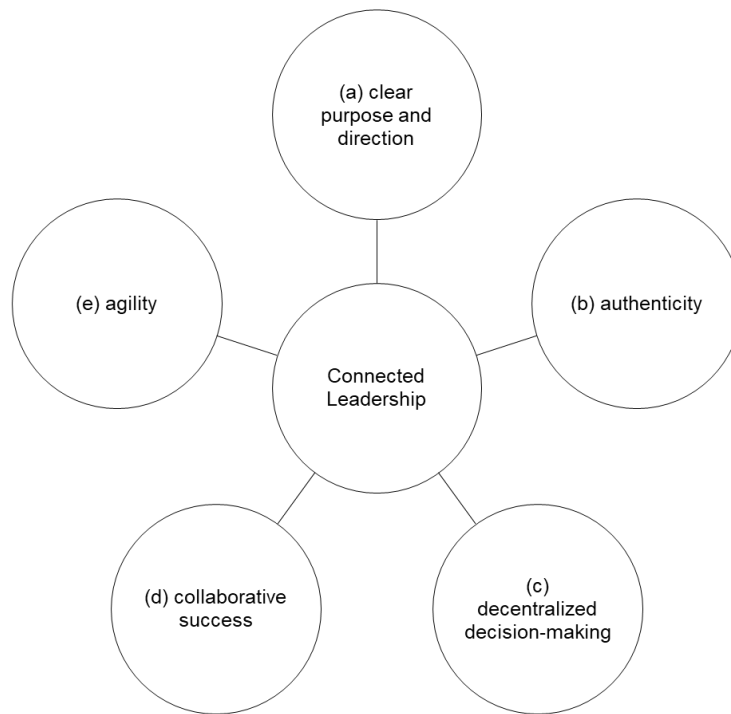 (a) clear
purpose and
direction
(e) agility
(b) authenticity
Connected
Leadership
(d) collaborative
success
(c)
decentralized
decision-making